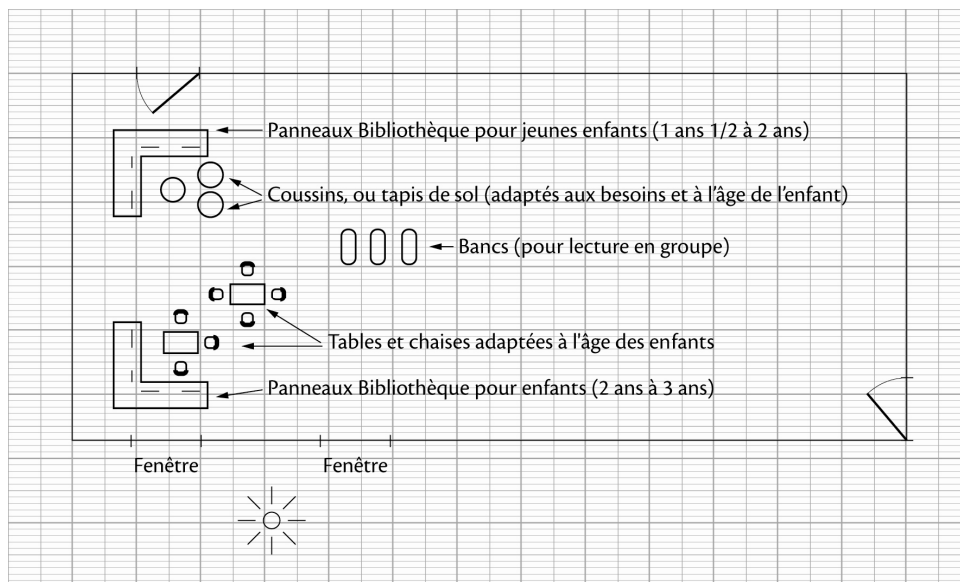 Panneaux Bibliothèque pour jeunes enfants (1 ans 1/2 à 2 ans)
Coussins, ou tapis de sol (adaptés aux besoins et à l'âge de l'enfant)
Bancs (pour lecture en groupe)
Tables et chaises adaptées à l'âge des enfants
Panneaux Bibliothèque pour enfants (2 ans à 3 ans)
Fenêtre
Fenêtre